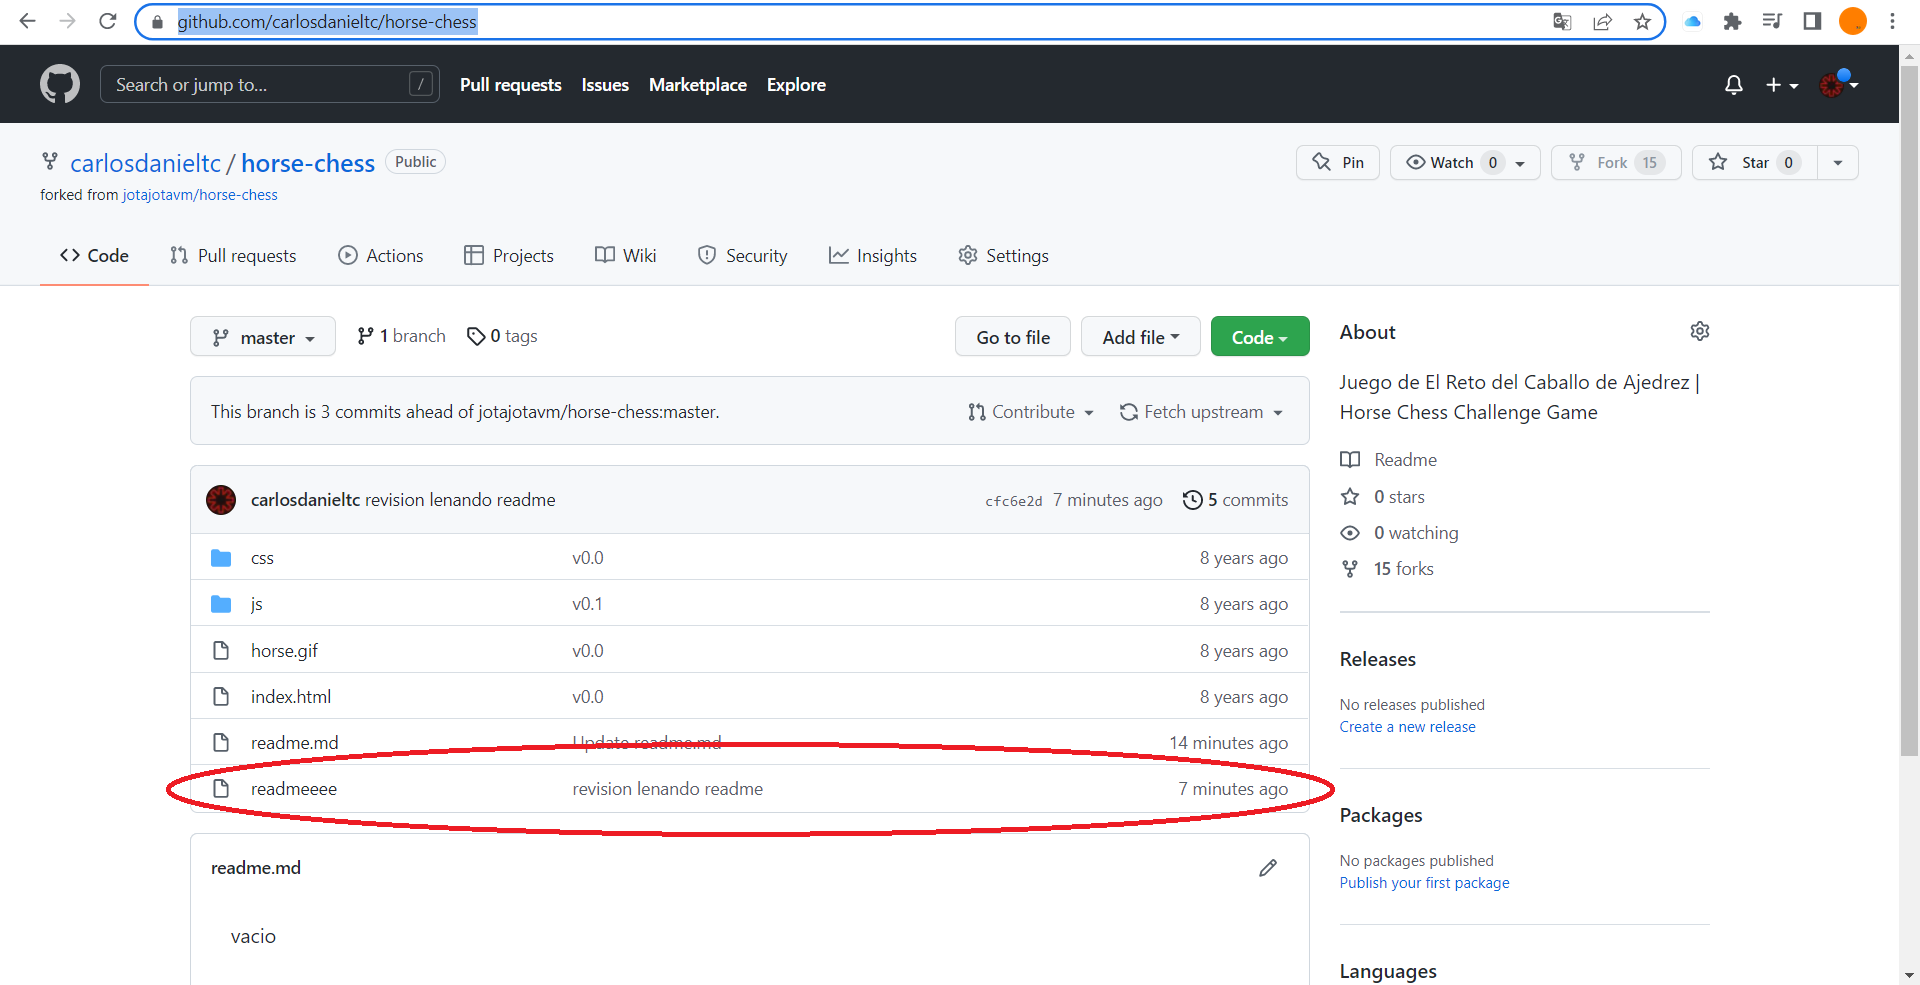 github.com/carlosdanieltc/horse-chess
Search or jump to... /
Pull requests Issues Marketplace Explore
carlosdanieltc / horse-chess Public
Pin Watch 0 Fork 15 Star 0
forked from jotajotavm/horse-chess
Code Pull requests Actions Projects Wiki Security Insights Settings
master 1 branch 0 tags Go to file Add file Code
This branch is 3 commits ahead of jotajotavm/horse-chess:master. Contribute Fetch upstream
carlosdanieltc revision lenando readme cfc6e2d 7 minutes ago 5 commits
css v0.0 8 years ago
js v0.1 8 years ago
horse.gif v0.0 8 years ago
index.html v0.0 8 years ago
readme.md Update readme.md 14 minutes ago
readmeeee revision lenando readme 7 minutes ago
readme.md
vacio
About
Juego de El Reto del Caballo de Ajedrez |
Horse Chess Challenge Game
Readme
0 stars
0 watching
15 forks
Releases
No releases published
Create a new release
Packages
No packages published
Publish your first package
Languages